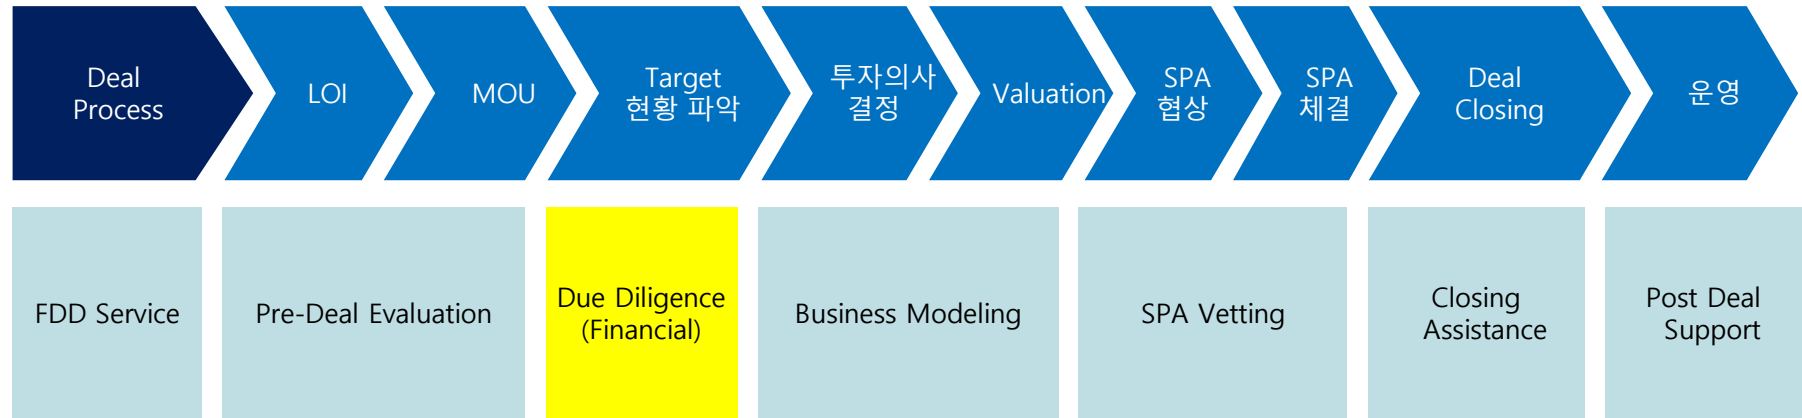 Deal
Process
LOI
MOU
Target
현황 파악
투자의사
결정
Valuation
SPA
협상
SPA
체결
Deal
Closing
운영
FDD Service
Pre-Deal Evaluation
Due Diligence
(Financial)
Business Modeling
SPA Vetting
Closing
Assistance
Post Deal
Support